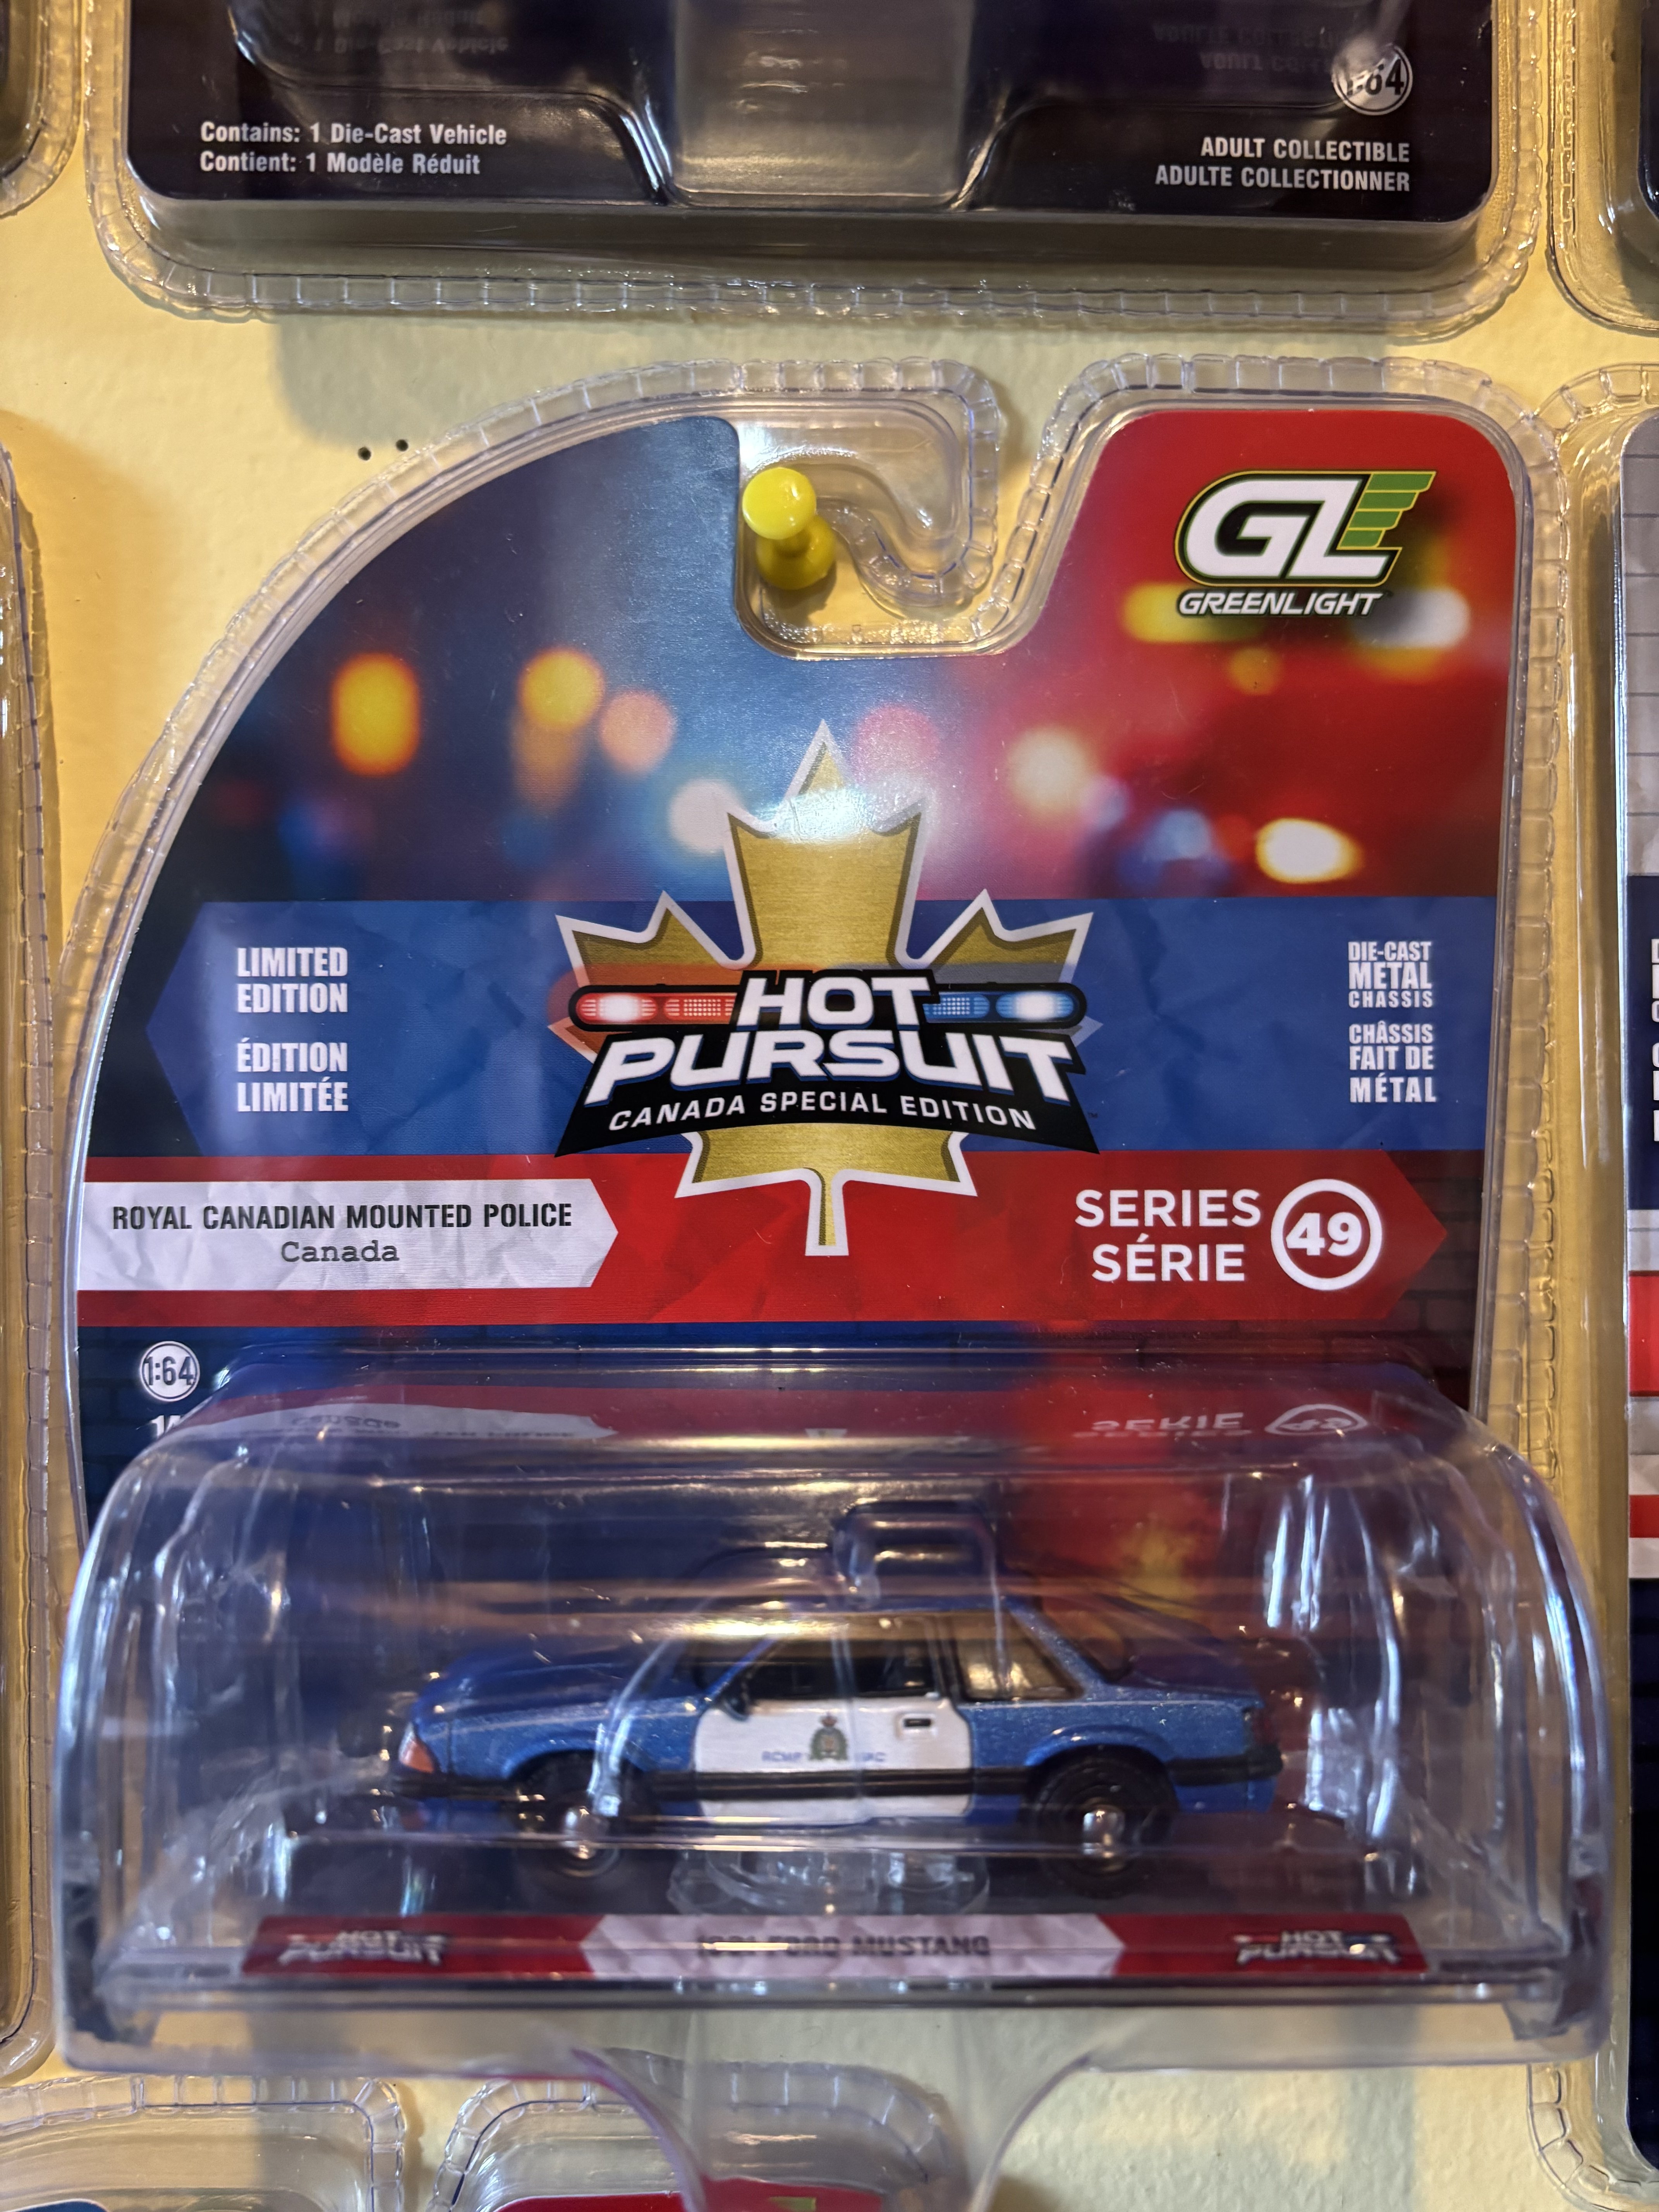 Contains: 1 Die-Cast Vehicle
Contient: 1 Modèle Réduit
1:64
ADULT COLLECTIBLE
ADULTE COLLECTIONNER
GL
GREENLIGHT
LIMITED
EDITION
ÉDITION
LIMITÉE
HOT
PURSUIT
CANADA SPECIAL EDITION
DIE-CAST
METAL
CHASSIS
CHÂSSIS
FAIT DE
MÉTAL
ROYAL CANADIAN MOUNTED POLICE
Canada
SERIES
SÉRIE
49
1:64
RCMP
HOT
PURSUIT
FORD MUSTANG
HOT
PURSUIT